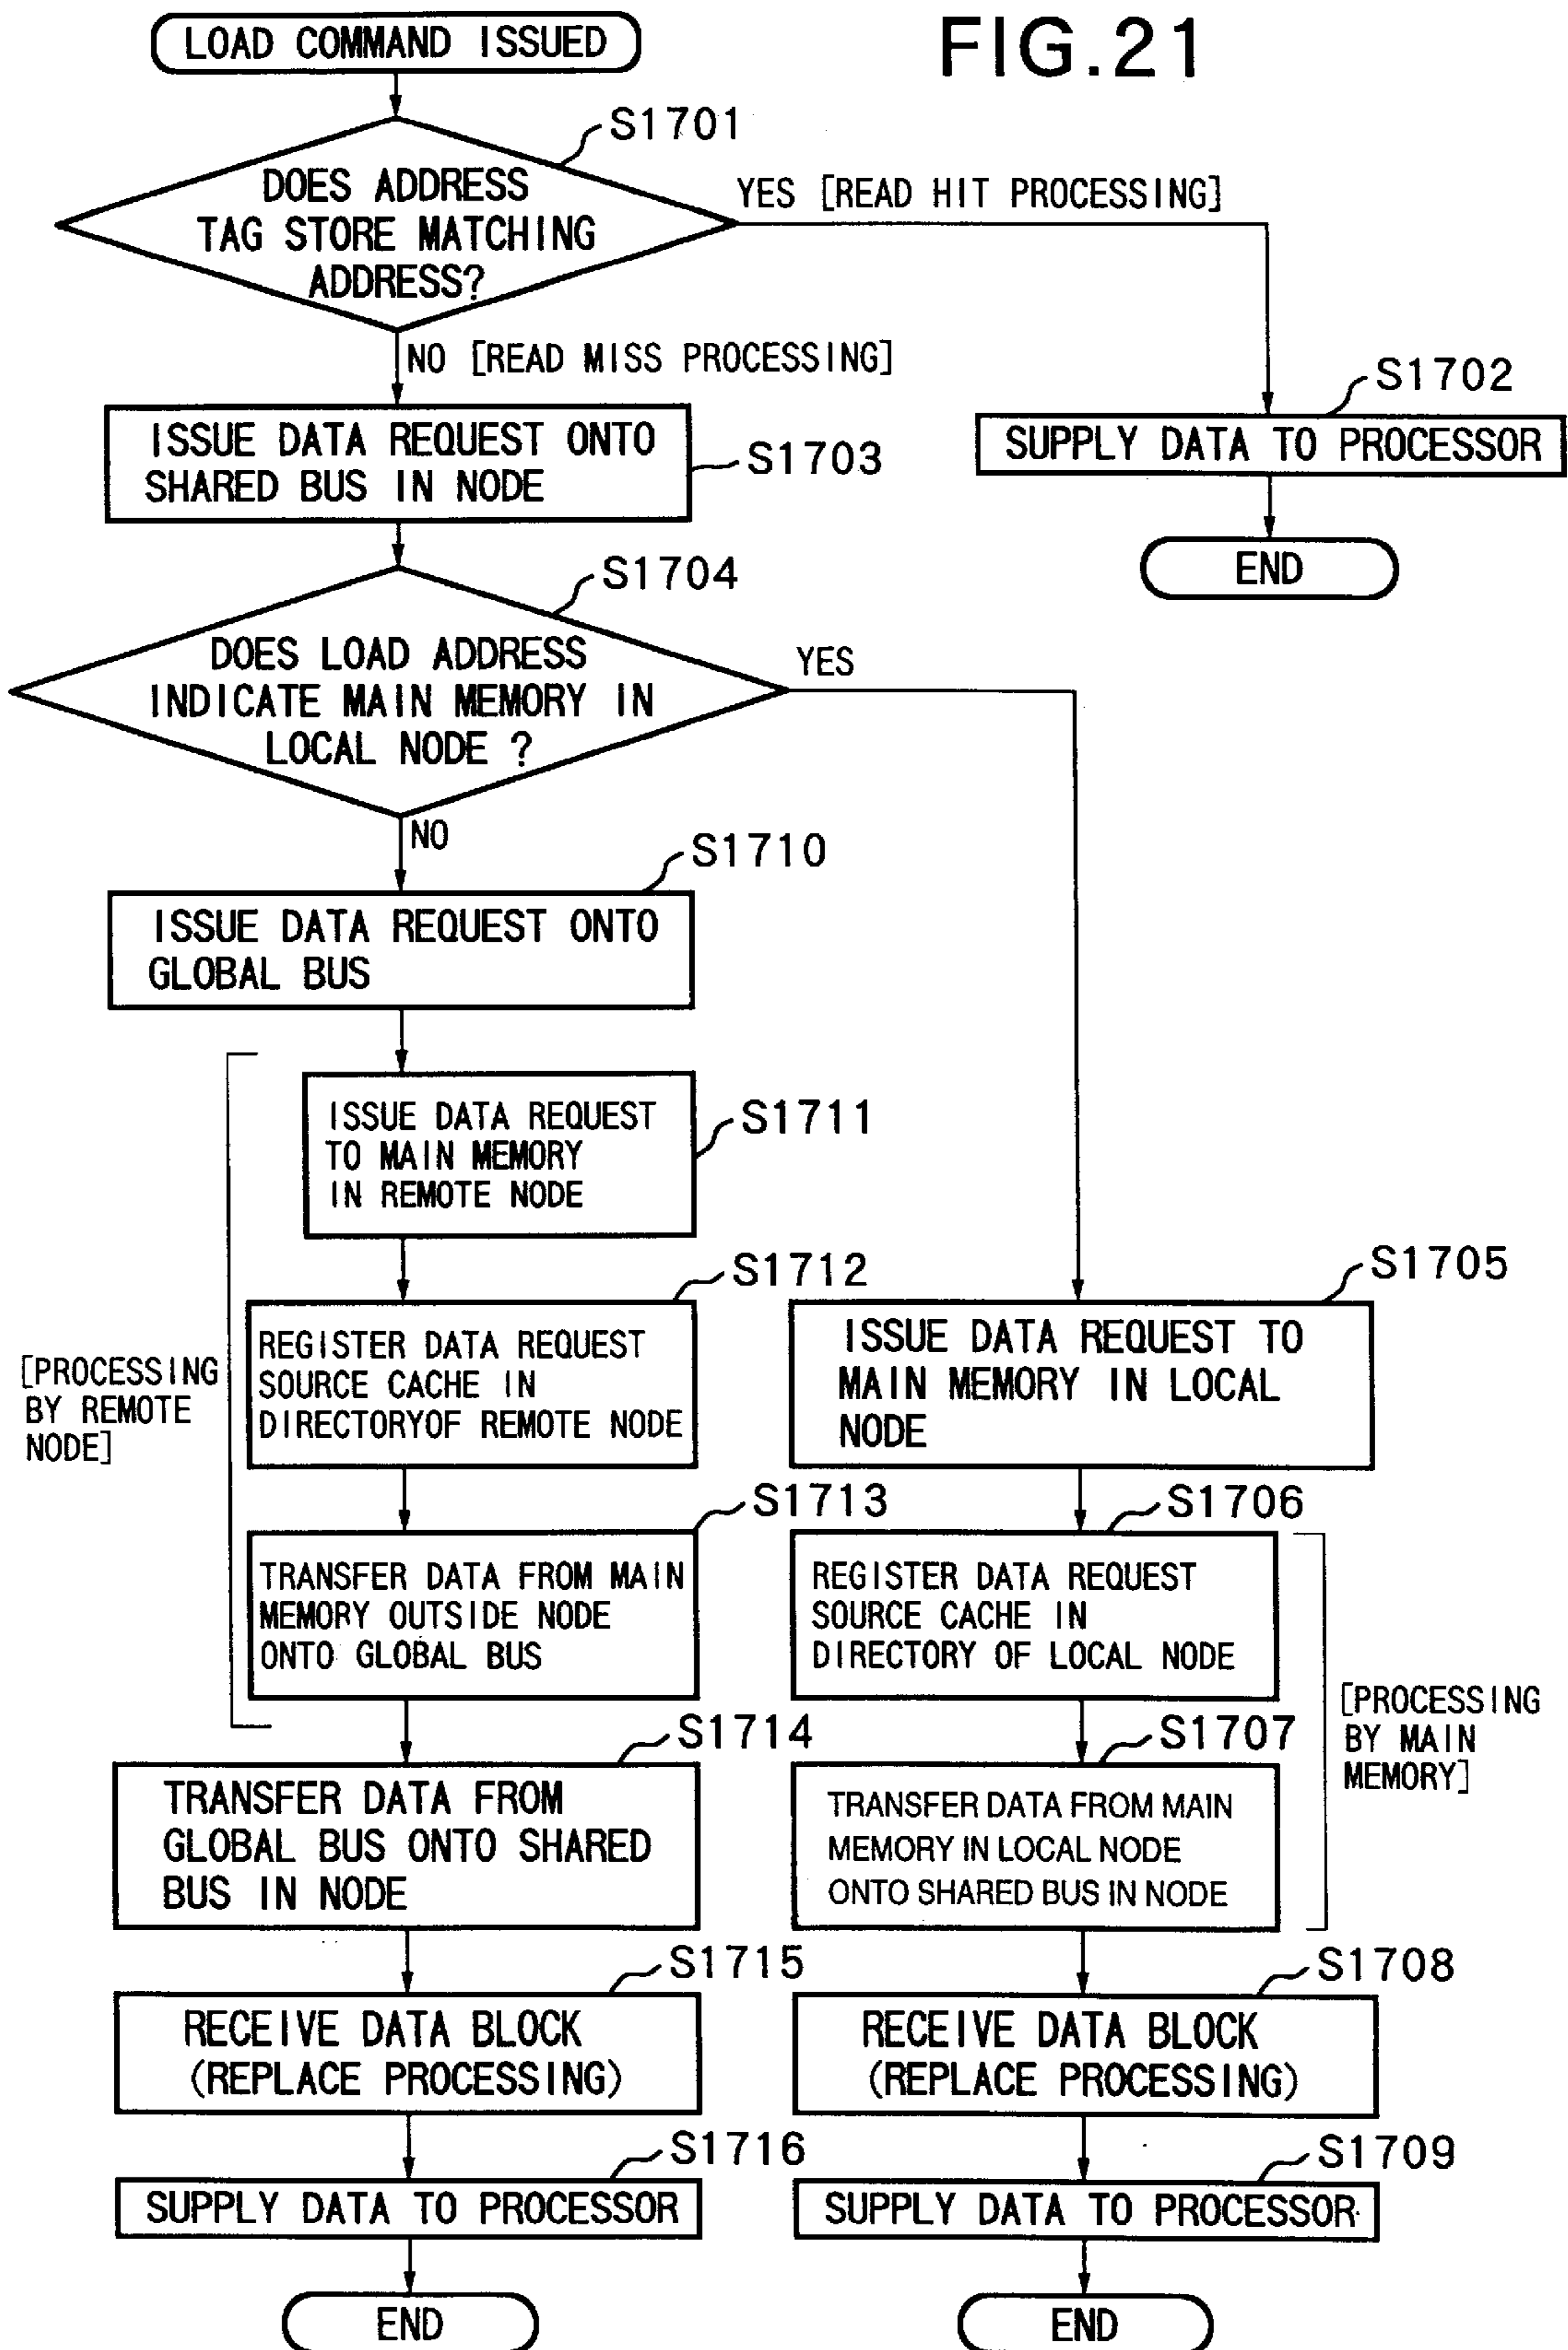 FIG.21
LOAD COMMAND ISSUED
S1701
DOES ADDRESS
TAG STORE MATCHING
ADDRESS?
YES [READ HIT PROCESSING]
NO [READ MISS PROCESSING]
S1702
SUPPLY DATA TO PROCESSOR
END
ISSUE DATA REQUEST ONTO
SHARED BUS IN NODE
S1703
S1704
DOES LOAD ADDRESS
INDICATE MAIN MEMORY IN
LOCAL NODE ?
YES
NO
S1710
ISSUE DATA REQUEST ONTO
GLOBAL BUS
ISSUE DATA REQUEST
TO MAIN MEMORY
IN REMOTE NODE
S1711
S1712
REGISTER DATA REQUEST
SOURCE CACHE IN
DIRECTORYOF REMOTE NODE
[PROCESSING
BY REMOTE
NODE]
S1713
TRANSFER DATA FROM MAIN
MEMORY OUTSIDE NODE
ONTO GLOBAL BUS
S1714
TRANSFER DATA FROM
GLOBAL BUS ONTO SHARED
BUS IN NODE
S1715
RECEIVE DATA BLOCK
(REPLACE PROCESSING)
S1716
SUPPLY DATA TO PROCESSOR
END
S1705
ISSUE DATA REQUEST TO
MAIN MEMORY IN LOCAL
NODE
S1706
REGISTER DATA REQUEST
SOURCE CACHE IN
DIRECTORY OF LOCAL NODE
[PROCESSING
BY MAIN
MEMORY]
S1707
TRANSFER DATA FROM MAIN
MEMORY IN LOCAL NODE
ONTO SHARED BUS IN NODE
S1708
RECEIVE DATA BLOCK
(REPLACE PROCESSING)
S1709
SUPPLY DATA TO PROCESSOR
END